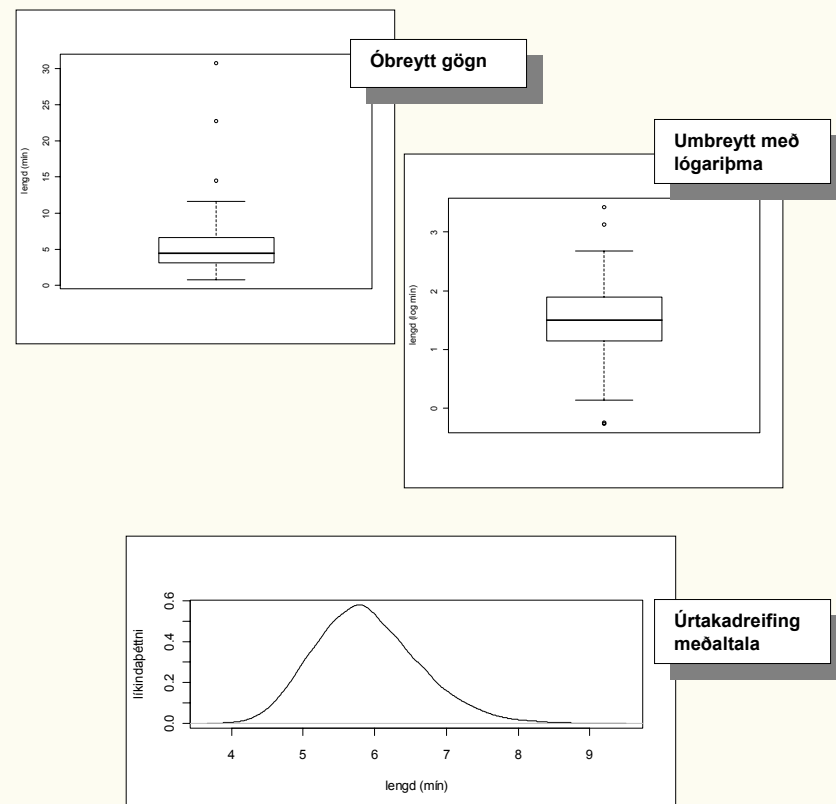 Óbreytt gögn
30
25
20
15
10
5
0
lengd (mín)
Umbreytt með
lógariþma
3
2
1
0
lengd (log mín)
Úrtakadreifing
meðaltala
0.6
0.4
0.2
0.0
líkindaþéttni
4 5 6 7 8 9
lengd (mín)